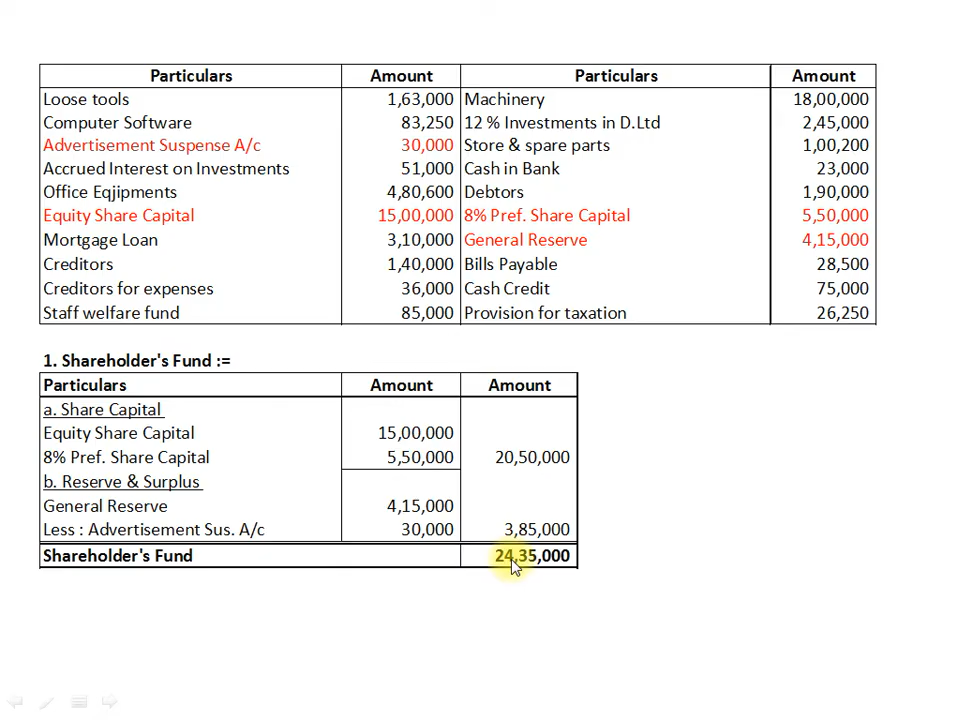 Particulars Amount Particulars Amount
Loose tools 1,63,000 Machinery 18,00,000
Computer Software 83,250 12 % Investments in D.Ltd 2,45,000
Advertisement Suspense A/c 30,000 Store & spare parts 1,00,200
Accrued Interest on Investments 51,000 Cash in Bank 23,000
Office Eqjipments 4,80,600 Debtors 1,90,000
Equity Share Capital 15,00,000 8% Pref. Share Capital 5,50,000
Mortgage Loan 3,10,000 General Reserve 4,15,000
Creditors 1,40,000 Bills Payable 28,500
Creditors for expenses 36,000 Cash Credit 75,000
Staff welfare fund 85,000 Provision for taxation 26,250
1. Shareholder's Fund :=
Particulars Amount Amount
a. Share Capital
Equity Share Capital 15,00,000
8% Pref. Share Capital 5,50,000 20,50,000
b. Reserve & Surplus
General Reserve 4,15,000
Less : Advertisement Sus. A/c 30,000 3,85,000
Shareholder's Fund 24,35,000